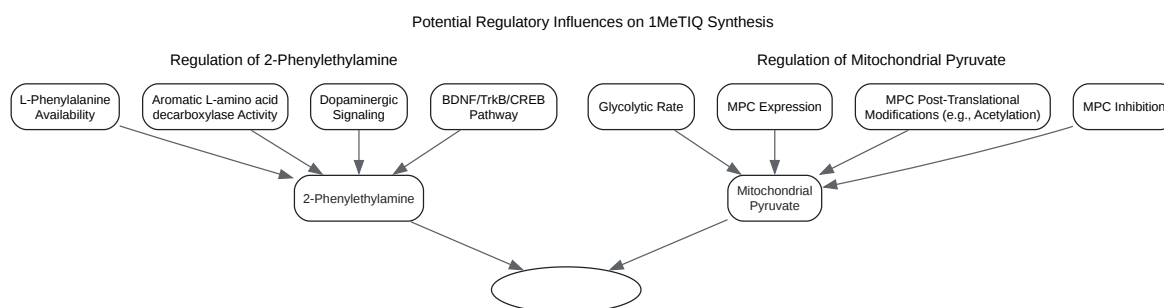 Potential Regulatory Influences on 1MeTIQ Synthesis
Regulation of 2-Phenylethylamine
Regulation of Mitochondrial Pyruvate
L-Phenylalanine
Availability
Aromatic L-amino acid
decarboxylase Activity
Dopaminergic
Signaling
BDNF/TrkB/CREB
Pathway
Glycolytic Rate
MPC Expression
MPC Post-Translational
Modifications (e.g., Acetylation)
MPC Inhibition
2-Phenylethylamine
Mitochondrial
Pyruvate